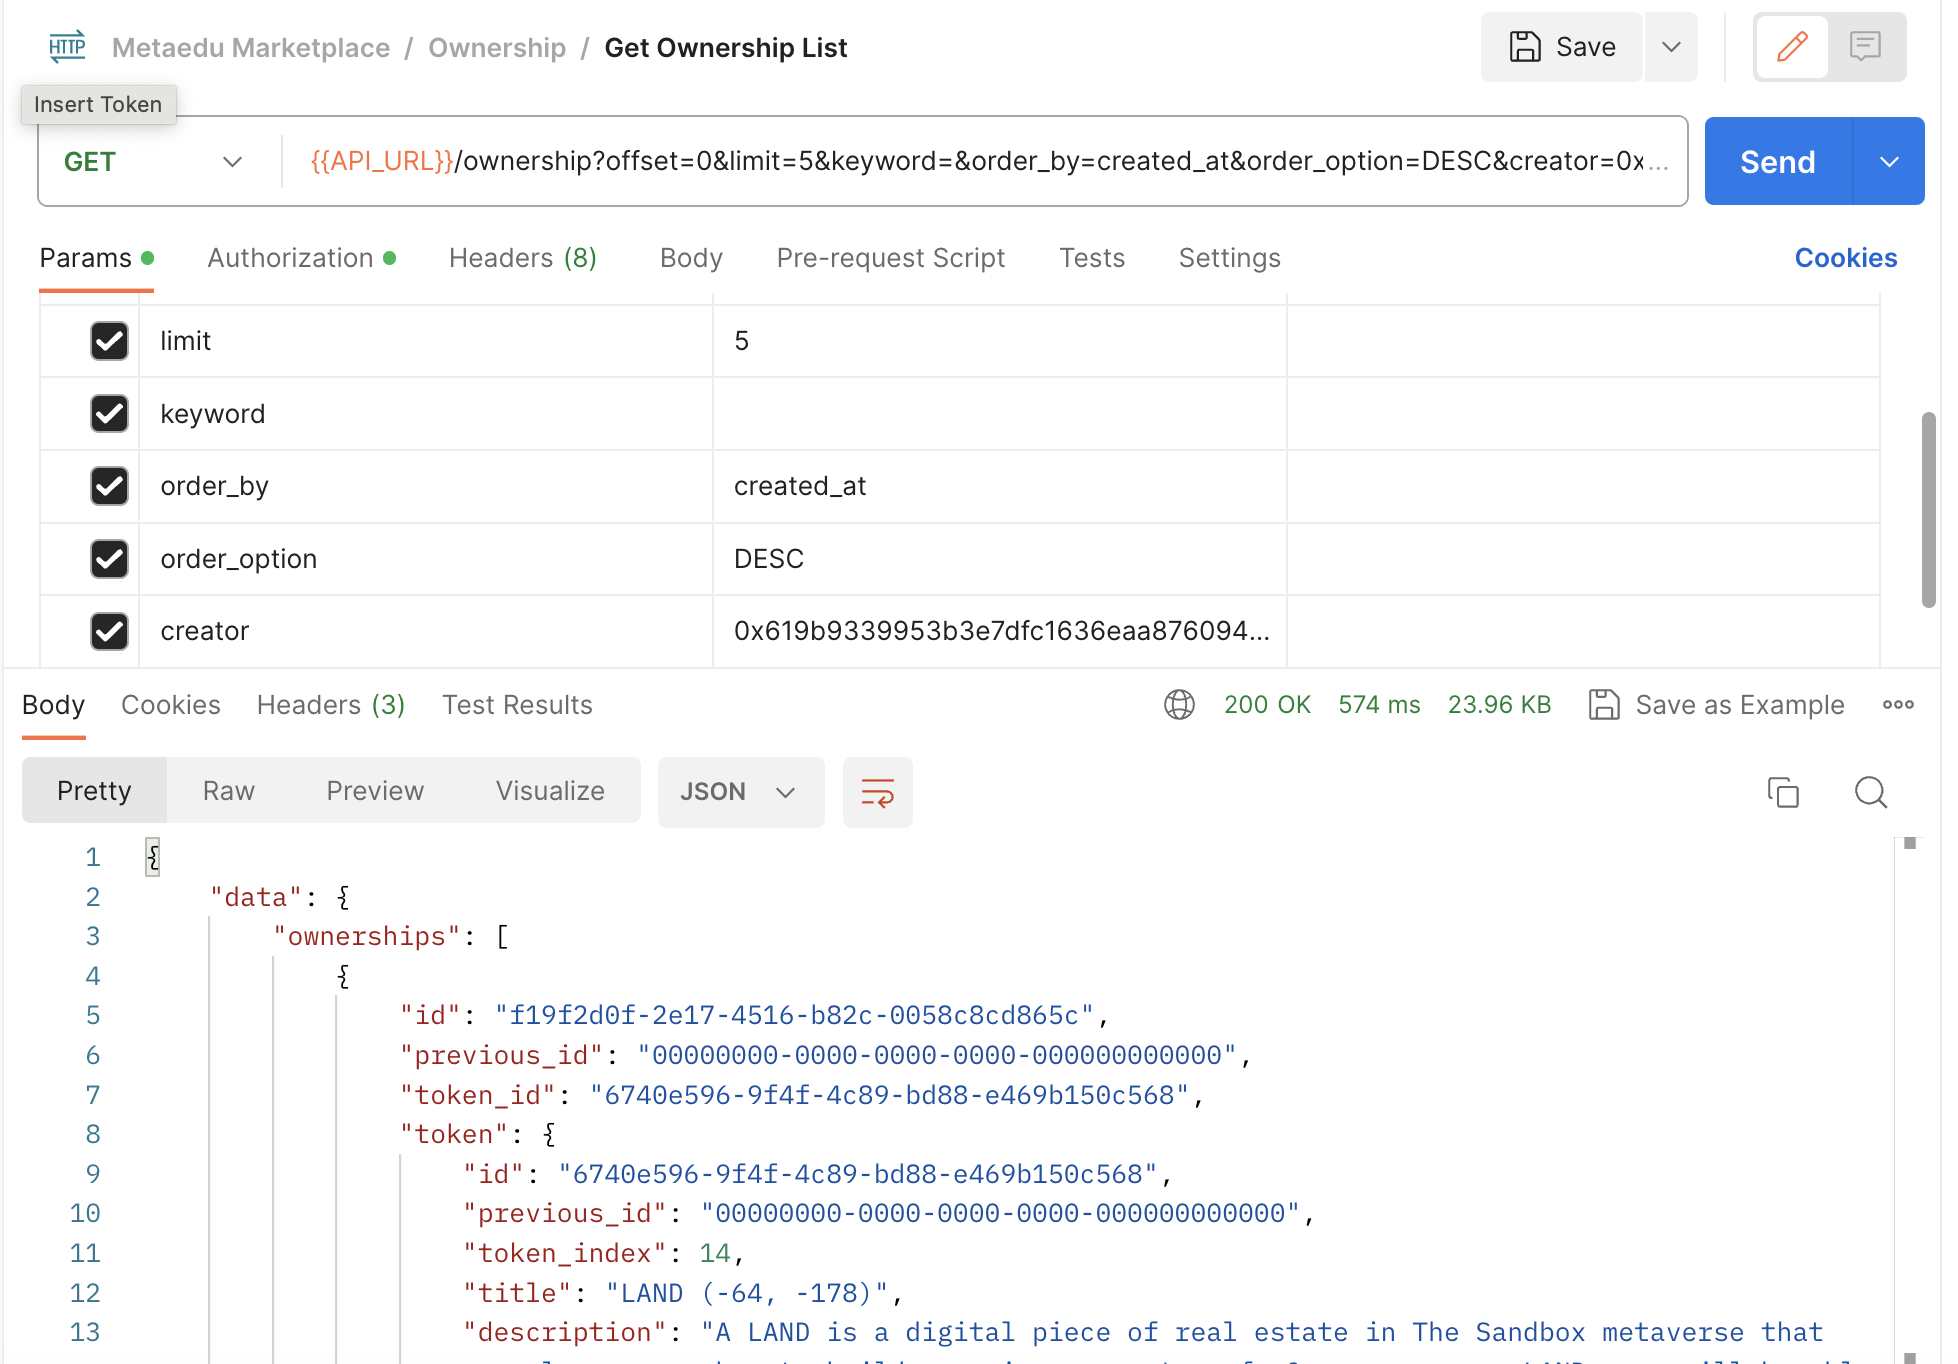 HTTP Metaedu Marketplace / Ownership / Get Ownership List Save
Insert Token
GET {{API_URL}}/ownership?offset=0&limit=5&keyword=&order_by=created_at&order_option=DESC&creator=0x... Send
Params Authorization Headers (8) Body Pre-request Script Tests Settings Cookies
limit 5
keyword
order_by created_at
order_option DESC
creator 0x619b9339953b3e7dfc1636eaa876094...
Body Cookies Headers (3) Test Results 200 OK 574 ms 23.96 KB Save as Example
Pretty Raw Preview Visualize JSON
1 {
2 "data": {
3 "ownerships": [
4 {
5 "id": "f19f2d0f-2e17-4516-b82c-0058c8cd865c",
6 "previous_id": "00000000-0000-0000-0000-000000000000",
7 "token_id": "6740e596-9f4f-4c89-bd88-e469b150c568",
8 "token": {
9 "id": "6740e596-9f4f-4c89-bd88-e469b150c568",
10 "previous_id": "00000000-0000-0000-0000-000000000000",
11 "token_index": 14,
12 "title": "LAND (-64, -178)",
13 "description": "A LAND is a digital piece of real estate in The Sandbox metaverse that